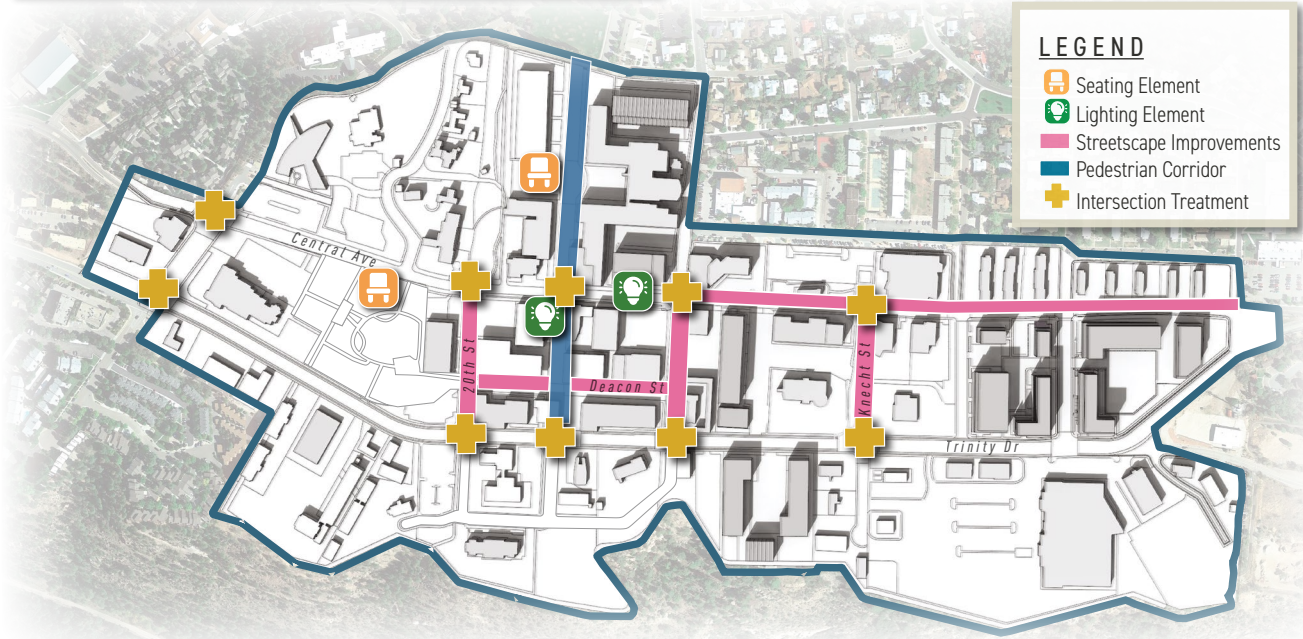 LEGEND
Seating Element
Lighting Element
Streetscape Improvements
Pedestrian Corridor
Intersection Treatment
Central Ave
20th St
Deacon St
Knecht St
Trinity Dr